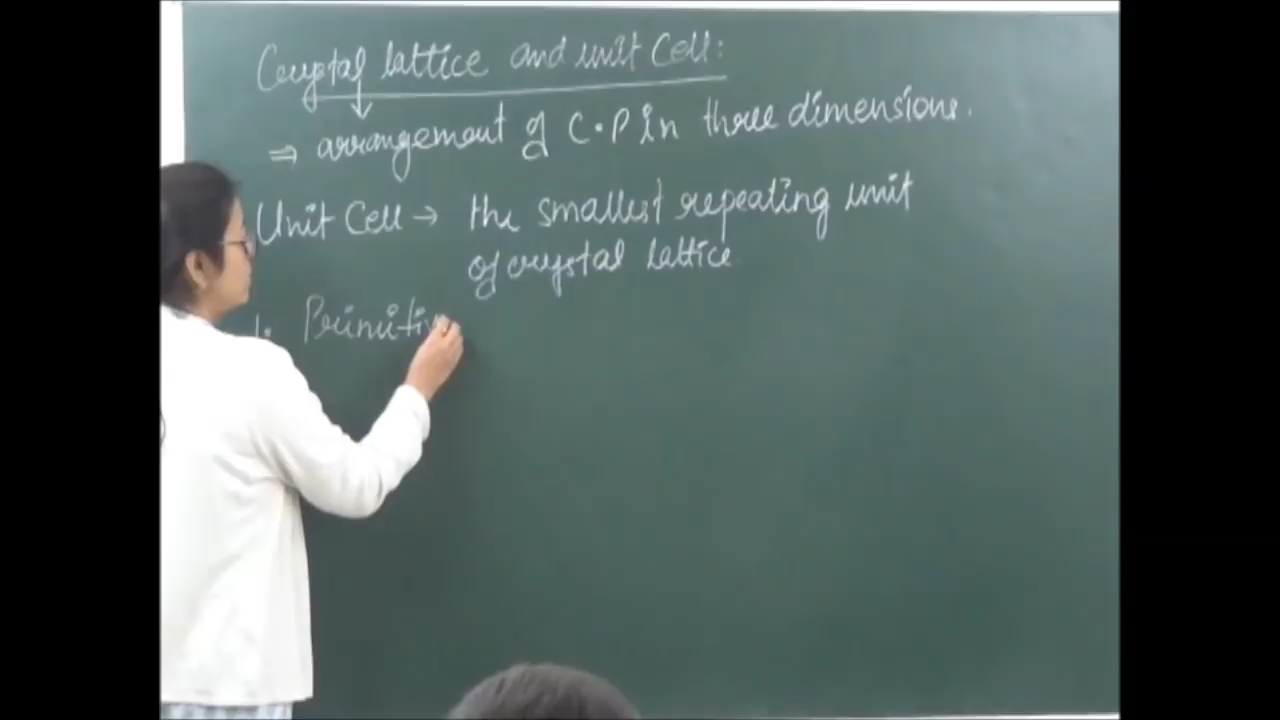 Crystal lattice and unit Cell:
⇒ arrangement of C.P in three dimensions.
Unit Cell → the smallest repeating unit
of crystal lattice
1. Primitiv